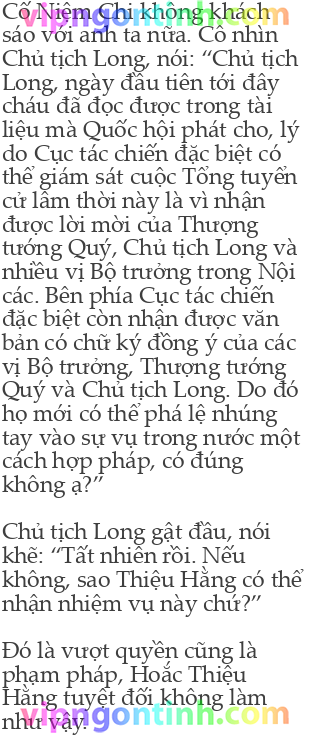 vipngontinh.com
Cố Niệm Chi không khách
sáo với anh ta nữa. Cô nhìn
Chủ tịch Long, nói: “Chủ tịch
Long, ngày đầu tiên tới đây
cháu đã đọc được trong tài
liệu mà Quốc hội phát cho, lý
do Cục tác chiến đặc biệt có
thể giám sát cuộc Tổng tuyển
cử lâm thời này là vì nhận
được lời mời của Thượng
tướng Quý, Chủ tịch Long và
nhiều vị Bộ trưởng trong Nội
các. Bên phía Cục tác chiến
đặc biệt còn nhận được văn
bản có chữ ký đồng ý của các
vị Bộ trưởng, Thượng tướng
Quý và Chủ tịch Long. Do đó
họ mới có thể phá lệ nhúng
tay vào sự vụ trong nước một
cách hợp pháp, có đúng
không ạ?”
Chủ tịch Long gật đầu, nói
khẽ: “Tất nhiên rồi. Nếu
không, sao Thiệu Hằng có thể
nhận nhiệm vụ này chứ?”
Đó là vượt quyền cũng là
phạm pháp, Hoắc Thiệu
Hằng tuyệt đối không làm
như vậy.
vipngontinh.com